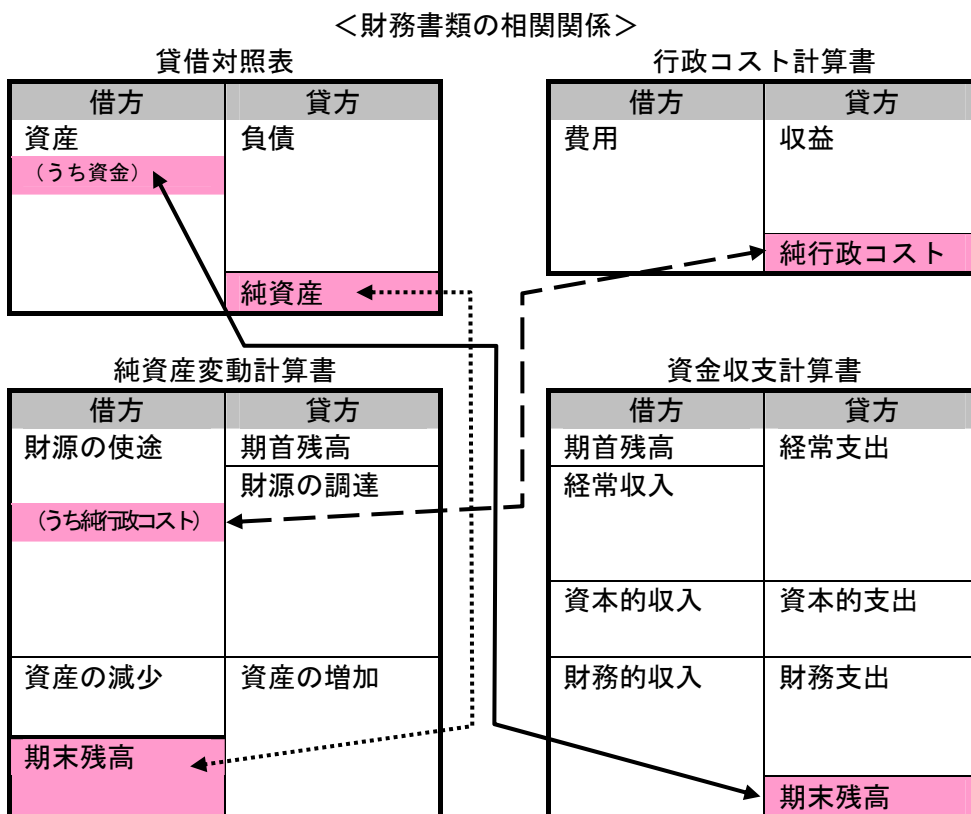 ＜財務書類の相関関係＞
貸借対照表
借方 貸方
資産 負債
（うち資金）
純資産
行政コスト計算書
借方 貸方
費用 収益
純行政コスト
純資産変動計算書
借方 貸方
財源の使途 期首残高
財源の調達
（うち純行政コスト）
資産の減少 資産の増加
期末残高
資金収支計算書
借方 貸方
期首残高 経常支出
経常収入
資本的収入 資本的支出
財務的収入 財務支出
期末残高